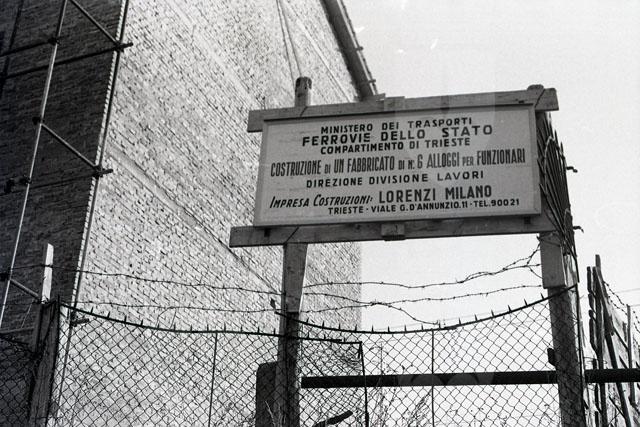 MINISTERO DEI TRASPORTI
FERROVIE DELLO STATO
COMPARTIMENTO DI TRIESTE
COSTRUZIONE DI UN FABBRICATO DI N. 6 ALLOGGI PER FUNZIONARI
DIREZIONE DIVISIONE LAVORI
IMPRESA COSTRUZIONI: LORENZI MILANO
TRIESTE - VIALE G. D'ANNUNZIO.11 - TEL.90021